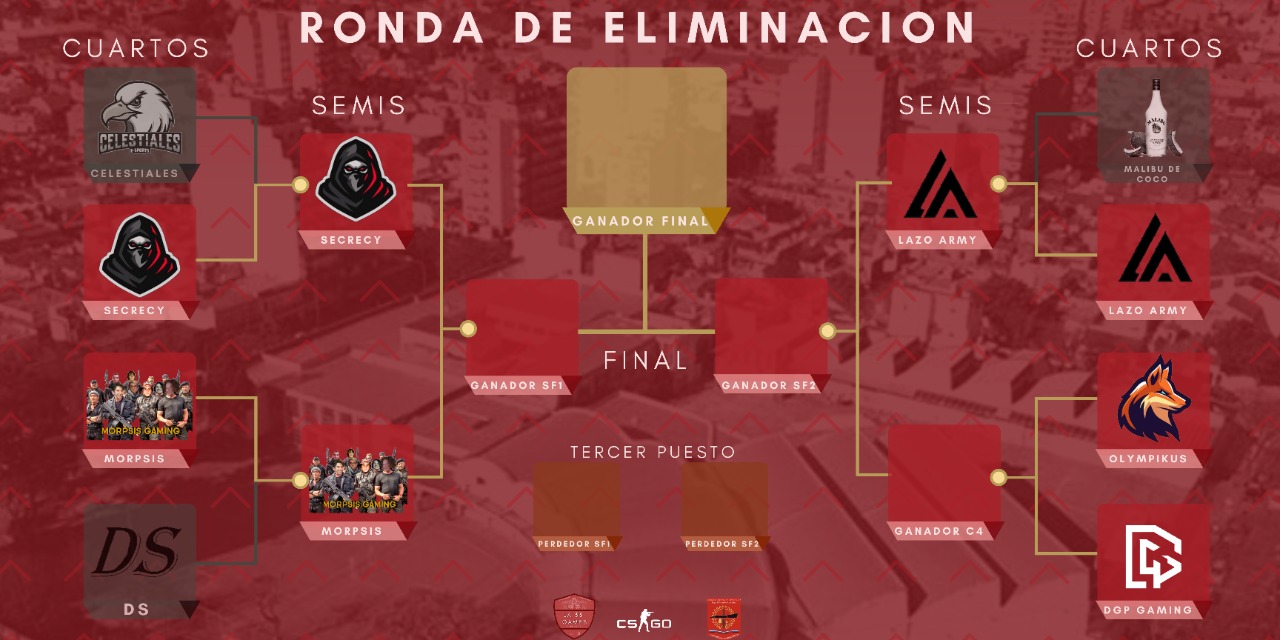 RONDA DE ELIMINACION
CUARTOS
CUARTOS
SEMIS
SEMIS
CELESTIALES
CELESTIALES
SECRECY
SECRECY
MORPSIS GAMING
MORPSIS
MORPSIS GAMING
MORPSIS
DS
DS
GANADOR FINAL
GANADOR SF1
FINAL
GANADOR SF2
TERCER PUESTO
PERDEDOR SF1
PERDEDOR SF2
CS GO
LAZO ARMY
GANADOR C4
MALIBU
MALIBU DE
COCO
LAZO ARMY
OLYMPIKUS
DGP GAMING